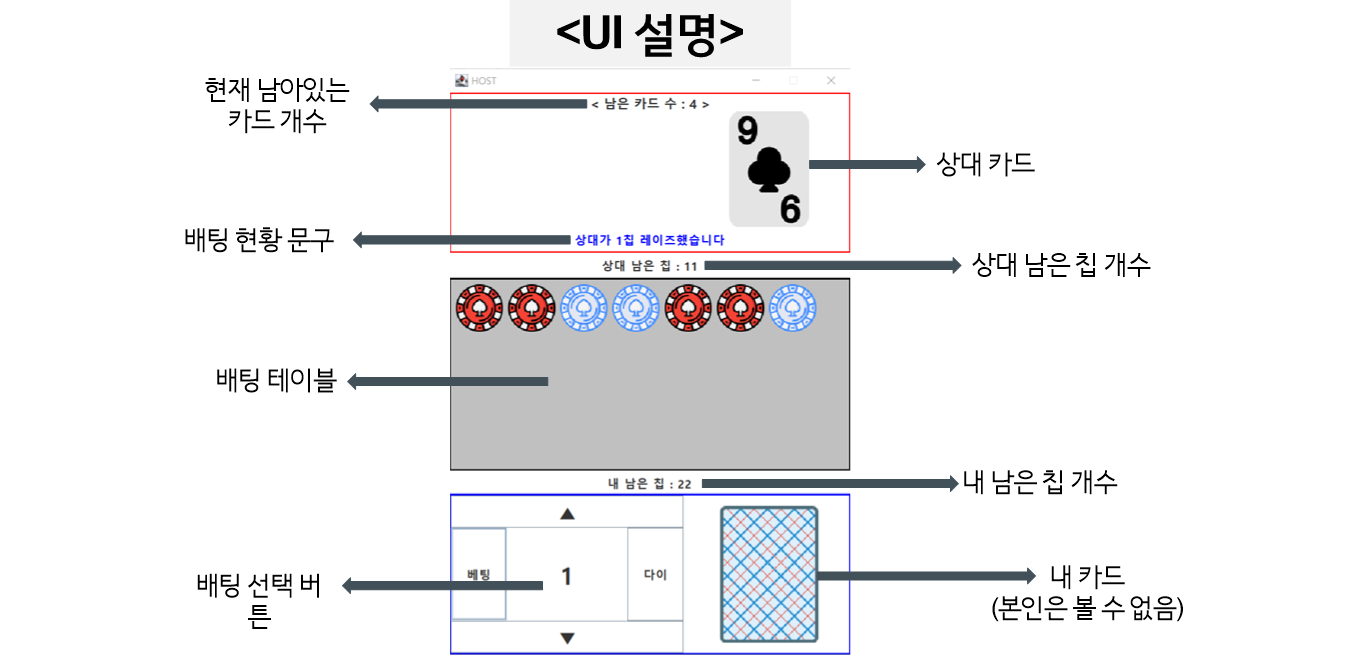 <UI 설명>
HOST
현재 남아있는
카드 개수
< 남은 카드 수 : 4 >
9
9
상대 카드
배팅 현황 문구
상대가 1칩 레이즈했습니다
상대 남은 칩 : 11
상대 남은 칩 개수
배팅 테이블
내 남은 칩 : 22
내 남은 칩 개수
▲
베팅
1
다이
▼
배팅 선택 버
튼
내 카드
(본인은 볼 수 없음)